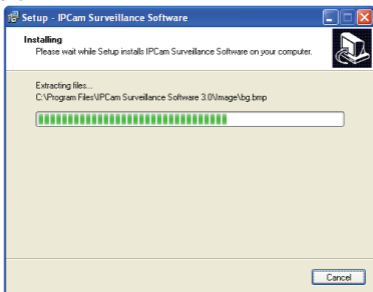 Setup - IPCam Surveillance Software
Installing
Please wait while Setup installs IPCam Surveillance Software on your computer.
Extracting files...
C:\Program Files\IPCam Surveillance Software 3.0\Image\bg.bmp
Cancel